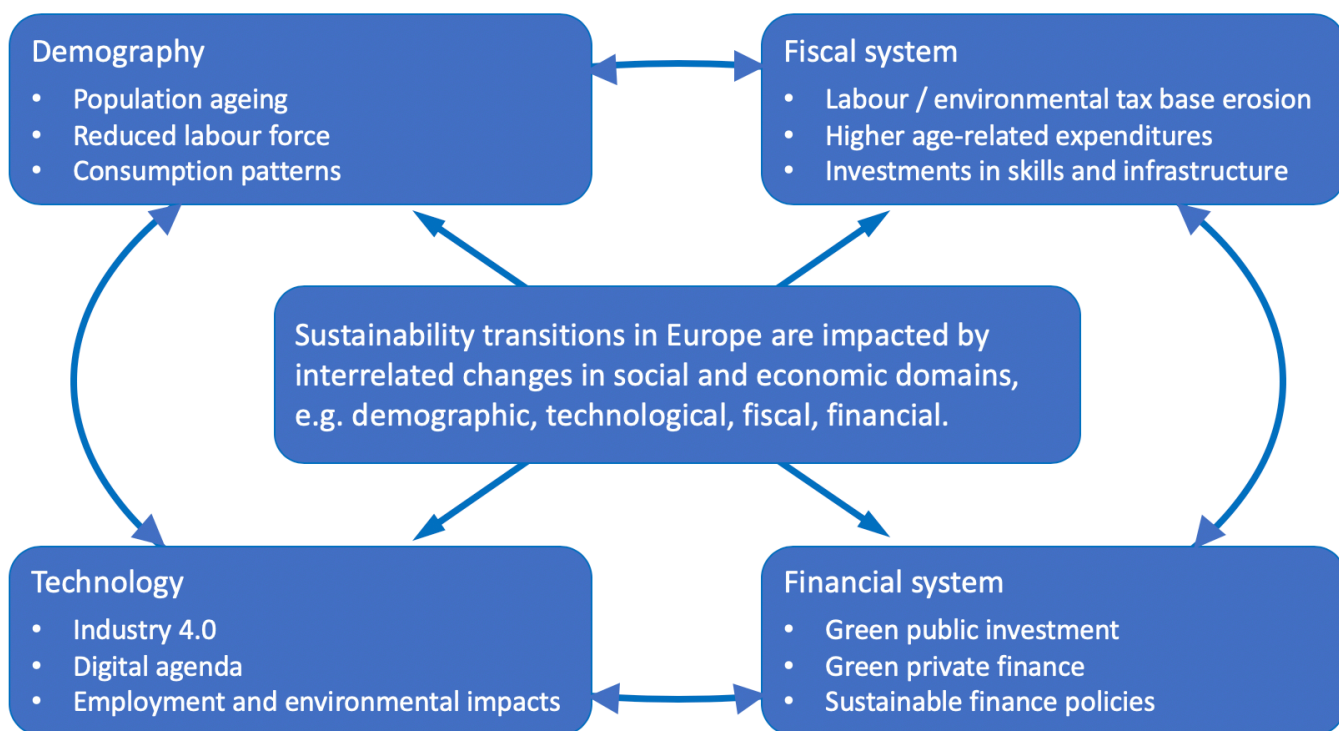 Demography
• Population ageing
• Reduced labour force
• Consumption patterns
Fiscal system
• Labour / environmental tax base erosion
• Higher age-related expenditures
• Investments in skills and infrastructure
Sustainability transitions in Europe are impacted by
interrelated changes in social and economic domains,
e.g. demographic, technological, fiscal, financial.
Technology
• Industry 4.0
• Digital agenda
• Employment and environmental impacts
Financial system
• Green public investment
• Green private finance
• Sustainable finance policies